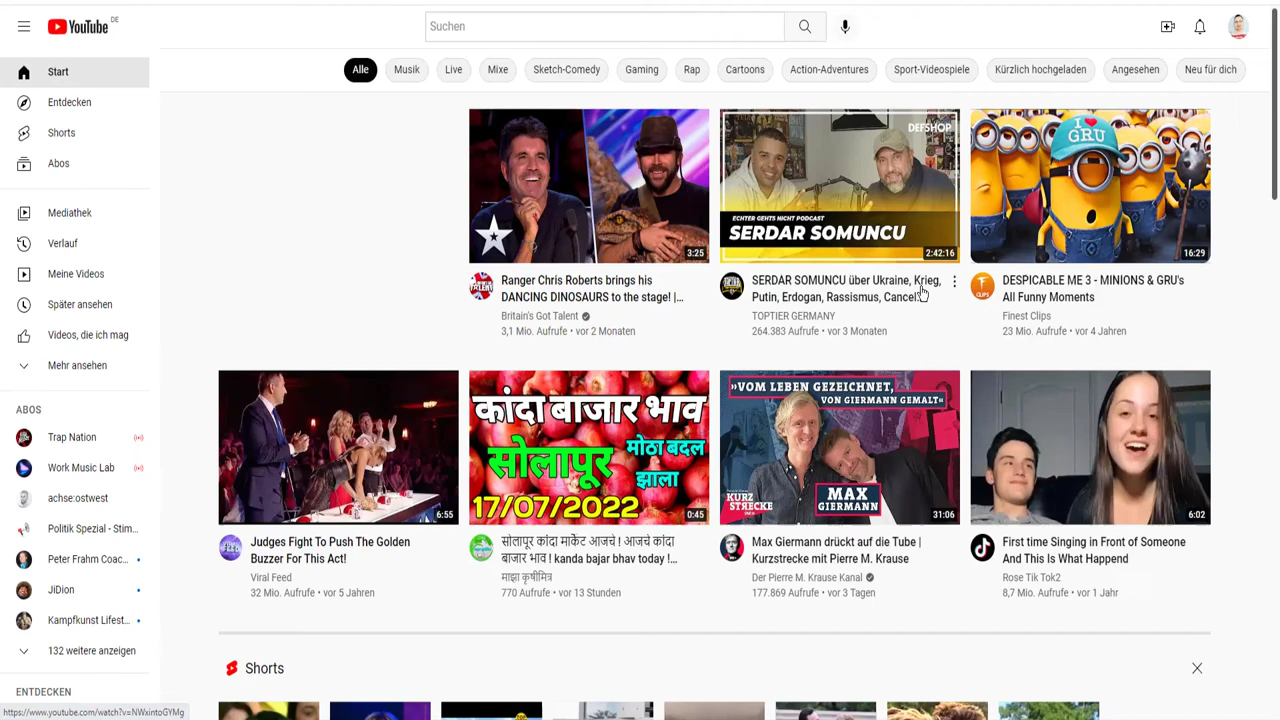 YouTube DE
Suchen
Start
Entdecken
Shorts
Abos
Mediathek
Verlauf
Meine Videos
Später ansehen
Videos, die ich mag
Mehr ansehen
ABOS
Trap Nation
Work Music Lab
achse:ostwest
Politik Spezial - Stim...
Peter Frahm Coac...
JiDion
Kampfkunst Lifest...
132 weitere anzeigen
ENTDECKEN
https://www.youtube.com/watch?v=NWxintoGYMg
Alle
Musik
Live
Mixe
Sketch-Comedy
Gaming
Rap
Cartoons
Action-Adventures
Sport-Videospiele
Kürzlich hochgeladen
Angesehen
Neu für dich
3:25
Ranger Chris Roberts brings his
DANCING DINOSAURS to the stage! |...
Britain's Got Talent
3,1 Mio. Aufrufe • vor 2 Monaten
DEFSHOP
ECHTER GEHTS NICHT PODCAST
SERDAR SOMUNCU
2:42:16
SERDAR SOMUNCU über Ukraine, Krieg,
Putin, Erdogan, Rassismus, Cancel
TOPTIER GERMANY
264.383 Aufrufe • vor 3 Monaten
I ❤ GRU
16:29
DESPICABLE ME 3 - MINIONS & GRU's
All Funny Moments
CLIPS
Finest Clips
23 Mio. Aufrufe • vor 4 Jahren
6:55
Judges Fight To Push The Golden
Buzzer For This Act!
Viral Feed
32 Mio. Aufrufe • vor 5 Jahren
कांदा बाजार भाव
सोलापूर
मोठा बदल
झाला
17/07/2022
0:45
सोलापूर कांदा मार्केट आजचे ! आजचे कांदा
बाजार भाव ! kanda bajar bhav today !...
माझा कृषीमित्र
770 Aufrufe • vor 13 Stunden
»VOM LEBEN GEZEICHNET,
VON GIERMANN GEMALT«
KURZ
STRECKE
MAX
GIERMANN
31:06
Max Giermann drückt auf die Tube |
Kurzstrecke mit Pierre M. Krause
Der Pierre M. Krause Kanal
177.869 Aufrufe • vor 3 Tagen
6:02
First time Singing in Front of Someone
And This Is What Happend
Rose Tik Tok2
8,7 Mio. Aufrufe • vor 1 Jahr
Shorts